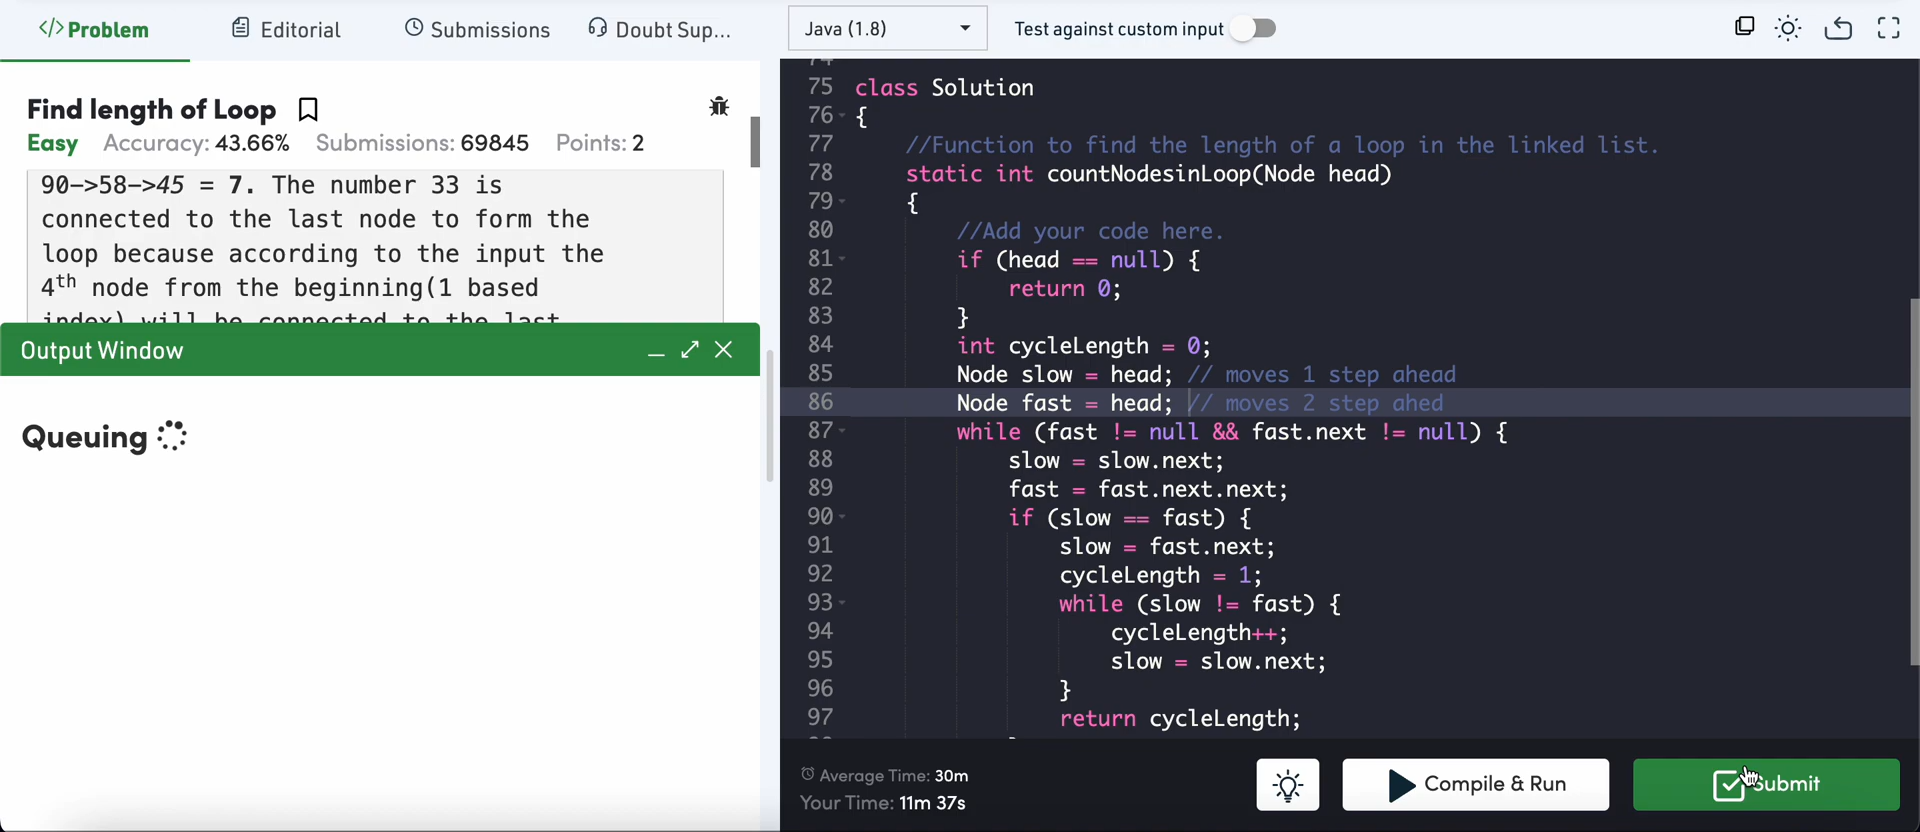 </>Problem
Editorial
Submissions
Doubt Sup...
Java (1.8)
Test against custom input
Find length of Loop
Easy Accuracy: 43.66% Submissions: 69845 Points: 2
90->58->45 = 7. The number 33 is
connected to the last node to form the
loop because according to the input the
4th node from the beginning(1 based
index) will be connected to the last
Output Window
Queuing
74
75 class Solution
76 {
77 //Function to find the length of a loop in the linked list.
78 static int countNodesinLoop(Node head)
79 {
80 //Add your code here.
81 if (head == null) {
82 return 0;
83 }
84 int cycleLength = 0;
85 Node slow = head; // moves 1 step ahead
86 Node fast = head; // moves 2 step ahed
87 while (fast != null && fast.next != null) {
88 slow = slow.next;
89 fast = fast.next.next;
90 if (slow == fast) {
91 slow = fast.next;
92 cycleLength = 1;
93 while (slow != fast) {
94 cycleLength++;
95 slow = slow.next;
96 }
97 return cycleLength;
Average Time: 30m
Your Time: 11m 37s
Compile & Run
Submit